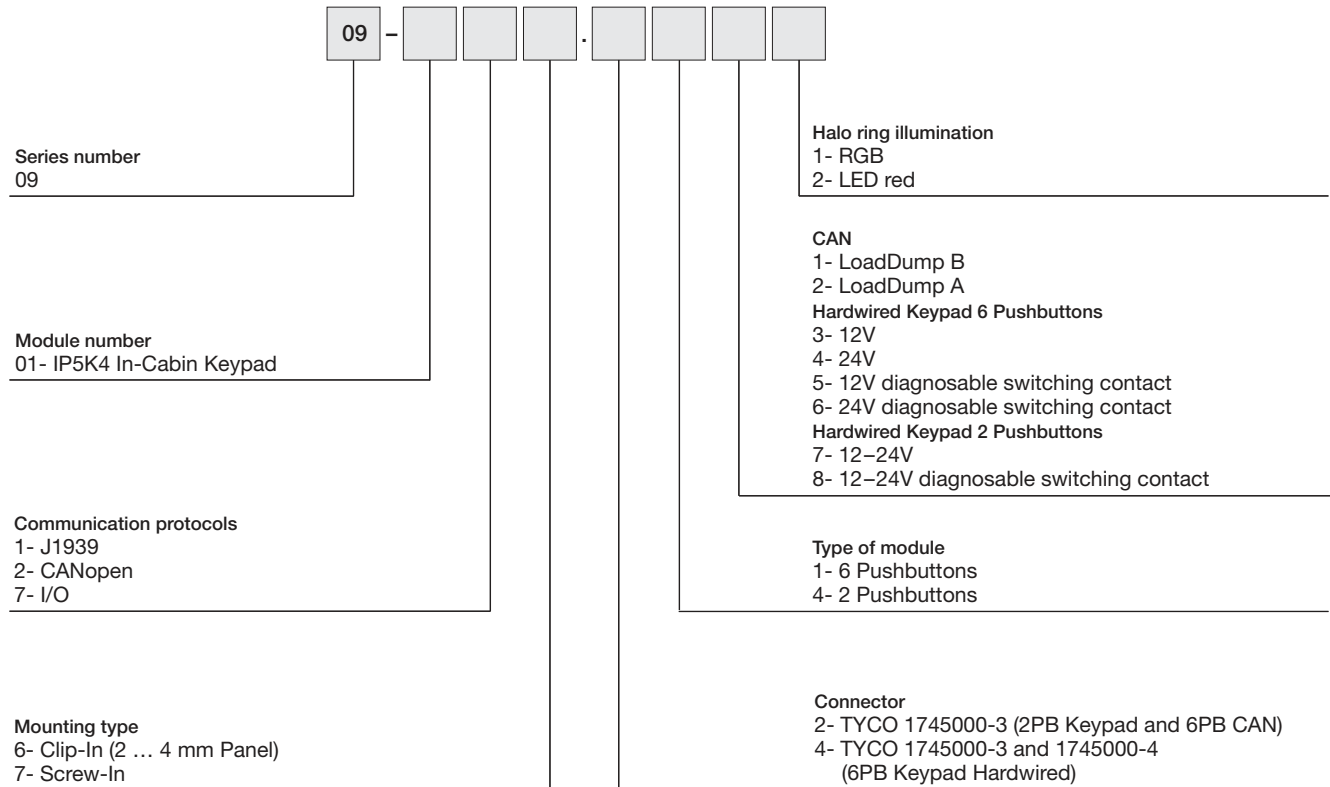 09 – .
Series number
09
Module number
01- IP5K4 In-Cabin Keypad
Communication protocols
1- J1939
2- CANopen
7- I/O
Mounting type
6- Clip-In (2 … 4 mm Panel)
7- Screw-In
Halo ring illumination
1- RGB
2- LED red
CAN
1- LoadDump B
2- LoadDump A
Hardwired Keypad 6 Pushbuttons
3- 12V
4- 24V
5- 12V diagnosable switching contact
6- 24V diagnosable switching contact
Hardwired Keypad 2 Pushbuttons
7- 12–24V
8- 12–24V diagnosable switching contact
Type of module
1- 6 Pushbuttons
4- 2 Pushbuttons
Connector
2- TYCO 1745000-3 (2PB Keypad and 6PB CAN)
4- TYCO 1745000-3 and 1745000-4
(6PB Keypad Hardwired)